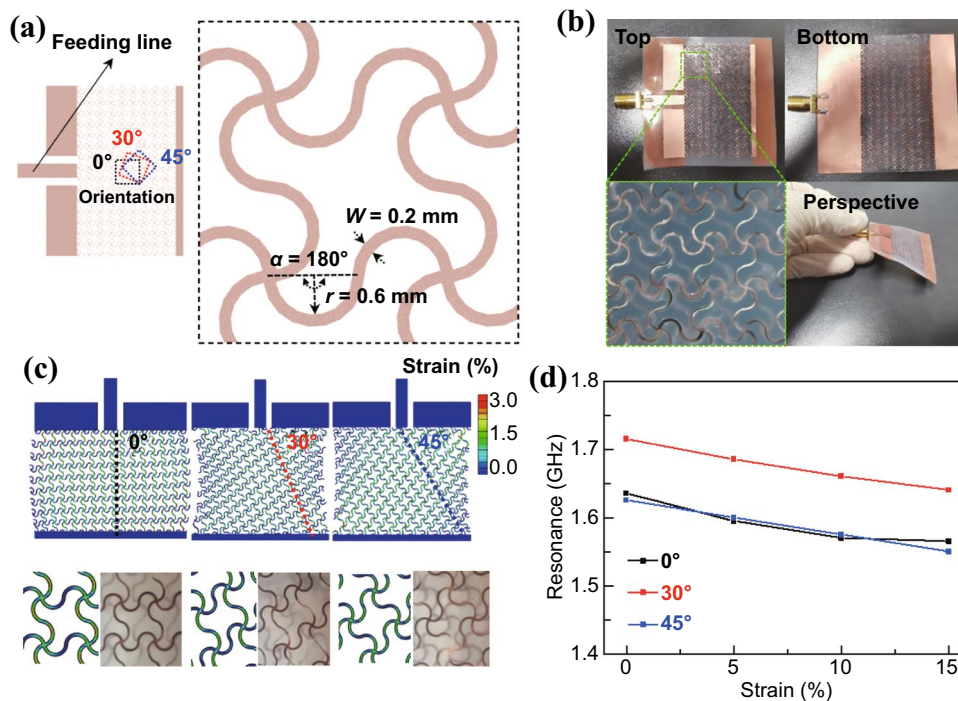 (a)
Feeding line
30°
0°
45°
Orientation
W = 0.2 mm
α = 180°
r = 0.6 mm
(b)
Top
Bottom
Perspective
(c)
Strain (%)
3.0
1.5
0.0
0°
30°
45°
(d)
1.8
1.7
1.6
1.5
1.4
Resonance (GHz)
0°
30°
45°
0
5
10
15
Strain (%)